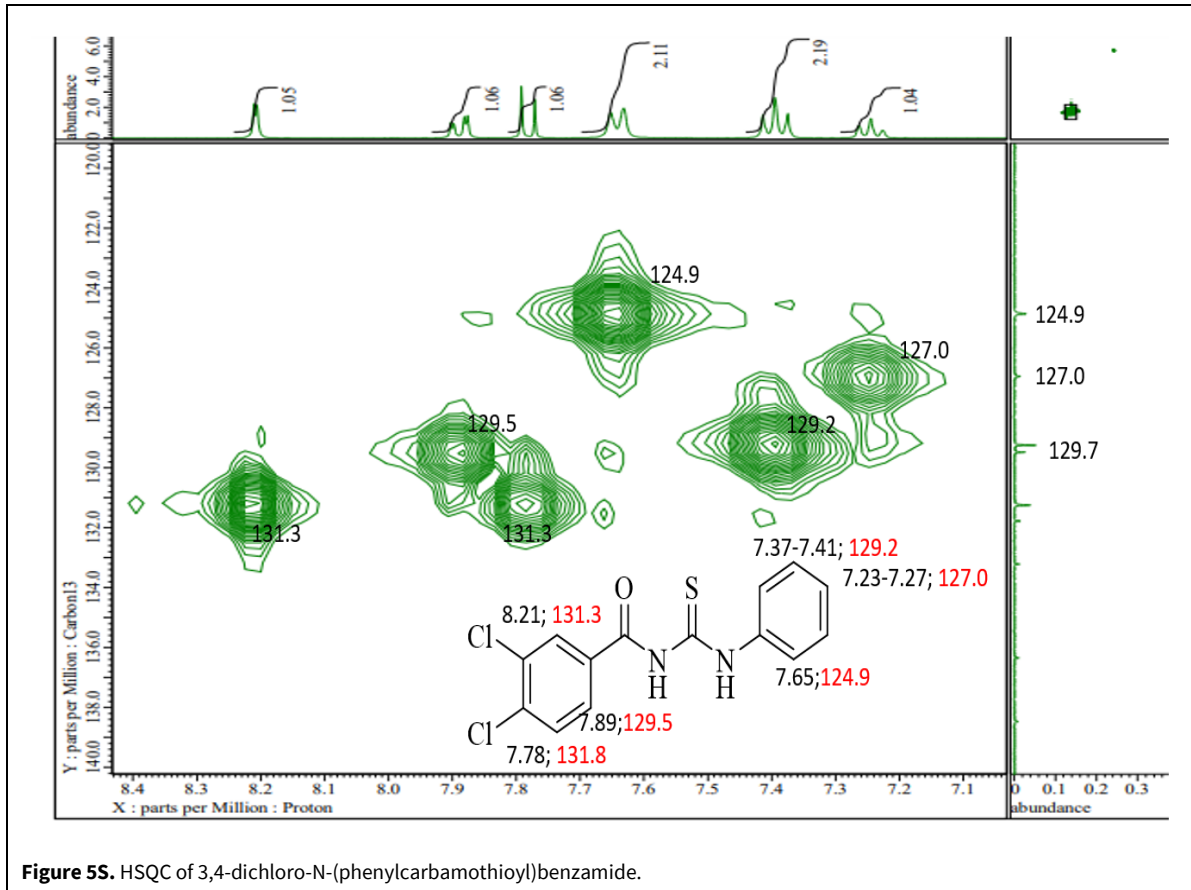 abundance
0 2.0 4.0 6.0
1.05
1.06
1.06
2.11
2.19
1.04
120.0
122.0
124.0
126.0
128.0
130.0
132.0
134.0
136.0
138.0
140.0
Y : parts per Million : Carbon13
124.9
127.0
129.5
129.2
131.3
131.3
124.9
127.0
129.7
7.37-7.41; 129.2
7.23-7.27; 127.0
O
S
8.21; 131.3
Cl
N
H
N
H
7.65;124.9
7.89;129.5
Cl
7.78; 131.8
8.4 8.3 8.2 8.1 8.0 7.9 7.8 7.7 7.6 7.5 7.4 7.3 7.2 7.1
X : parts per Million : Proton
0 0.1 0.2 0.3
abundance
Figure 5S. HSQC of 3,4-dichloro-N-(phenylcarbamothioyl)benzamide.